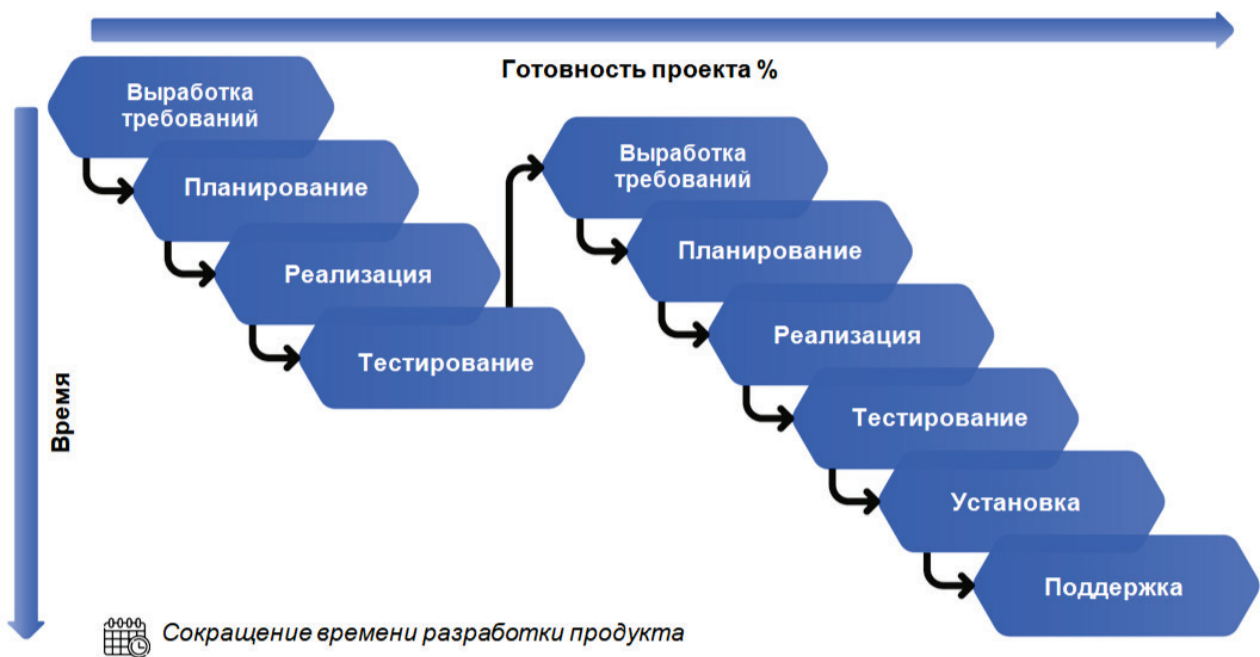 Готовность проекта %
Выработка
требований
Планирование
Реализация
Тестирование
Выработка
требований
Планирование
Реализация
Тестирование
Установка
Поддержка
Время
Сокращение времени разработки продукта